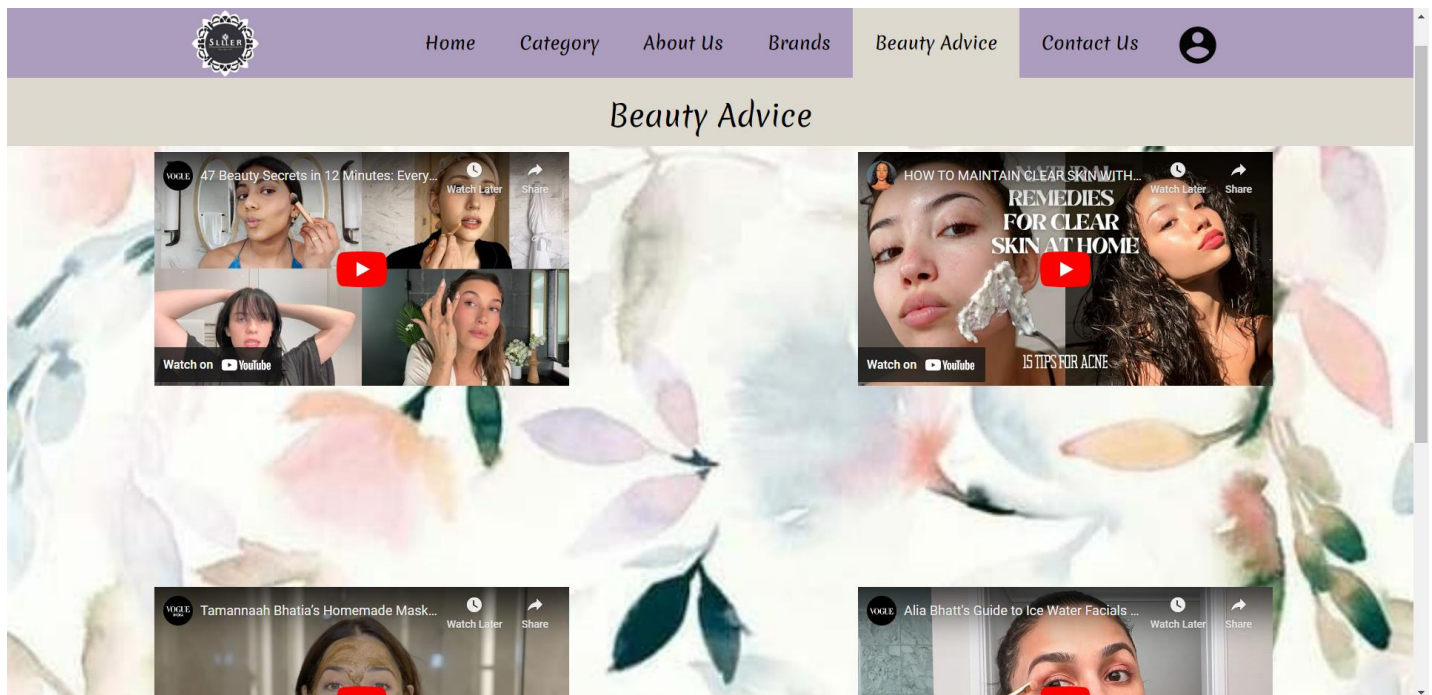 SLLER
Home Category About Us Brands Beauty Advice Contact Us
Beauty Advice
VOGUE
47 Beauty Secrets in 12 Minutes: Every...
Watch Later
Share
Watch on YouTube
HOW TO MAINTAIN CLEAR SKIN WITH...
Watch Later
Share
NATURAL
REMEDIES
FOR CLEAR
SKIN AT HOME
15 TIPS FOR ACNE
Watch on YouTube
VOGUE
INDIA
Tamannaah Bhatia's Homemade Mask...
Watch Later
Share
VOGUE
Alia Bhatt's Guide to Ice Water Facials ...
Watch Later
Share